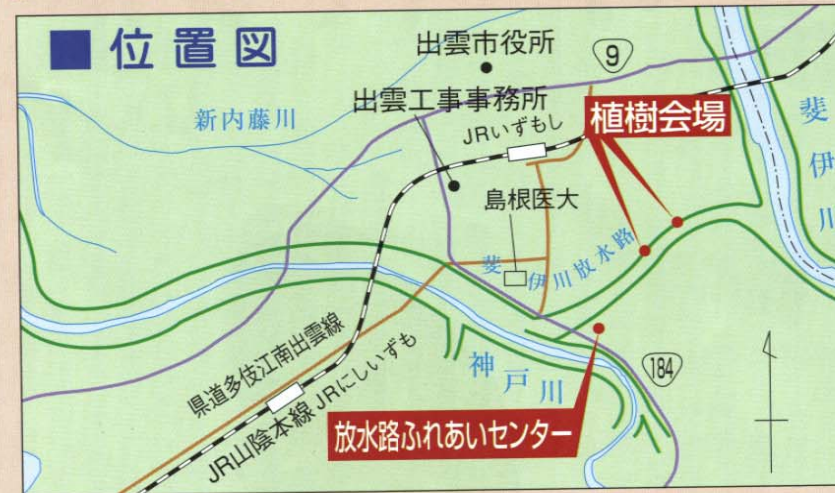 ■位置図
出雲市役所
9
出雲工事事務所
新内藤川
JRいずもし
植樹会場
斐伊川
島根医大
斐伊川放水路
県道多伎江南出雲線
JR山陰本線
JRにしいずも
神戸川
184
放水路ふれあいセンター